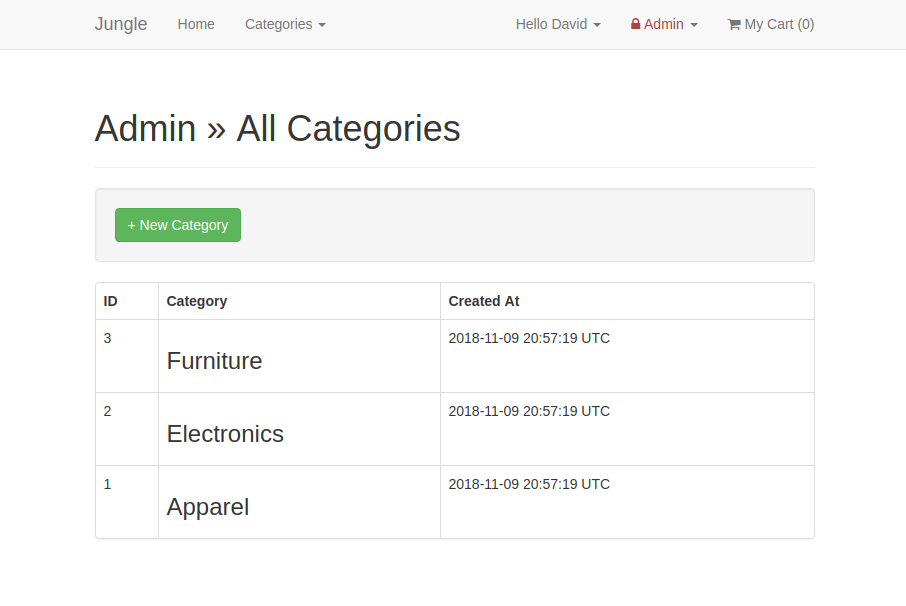 Jungle Home Categories Hello David Admin My Cart (0)
Admin » All Categories
+ New Category
ID Category Created At
3 Furniture 2018-11-09 20:57:19 UTC
2 Electronics 2018-11-09 20:57:19 UTC
1 Apparel 2018-11-09 20:57:19 UTC